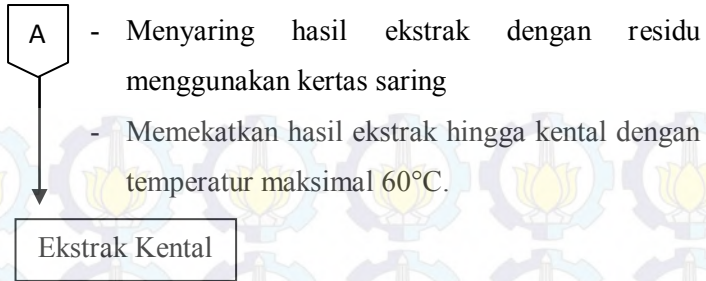 A
- Menyaring hasil ekstrak dengan residu
menggunakan kertas saring
- Memekatkan hasil ekstrak hingga kental dengan
temperatur maksimal 60°C.
Ekstrak Kental